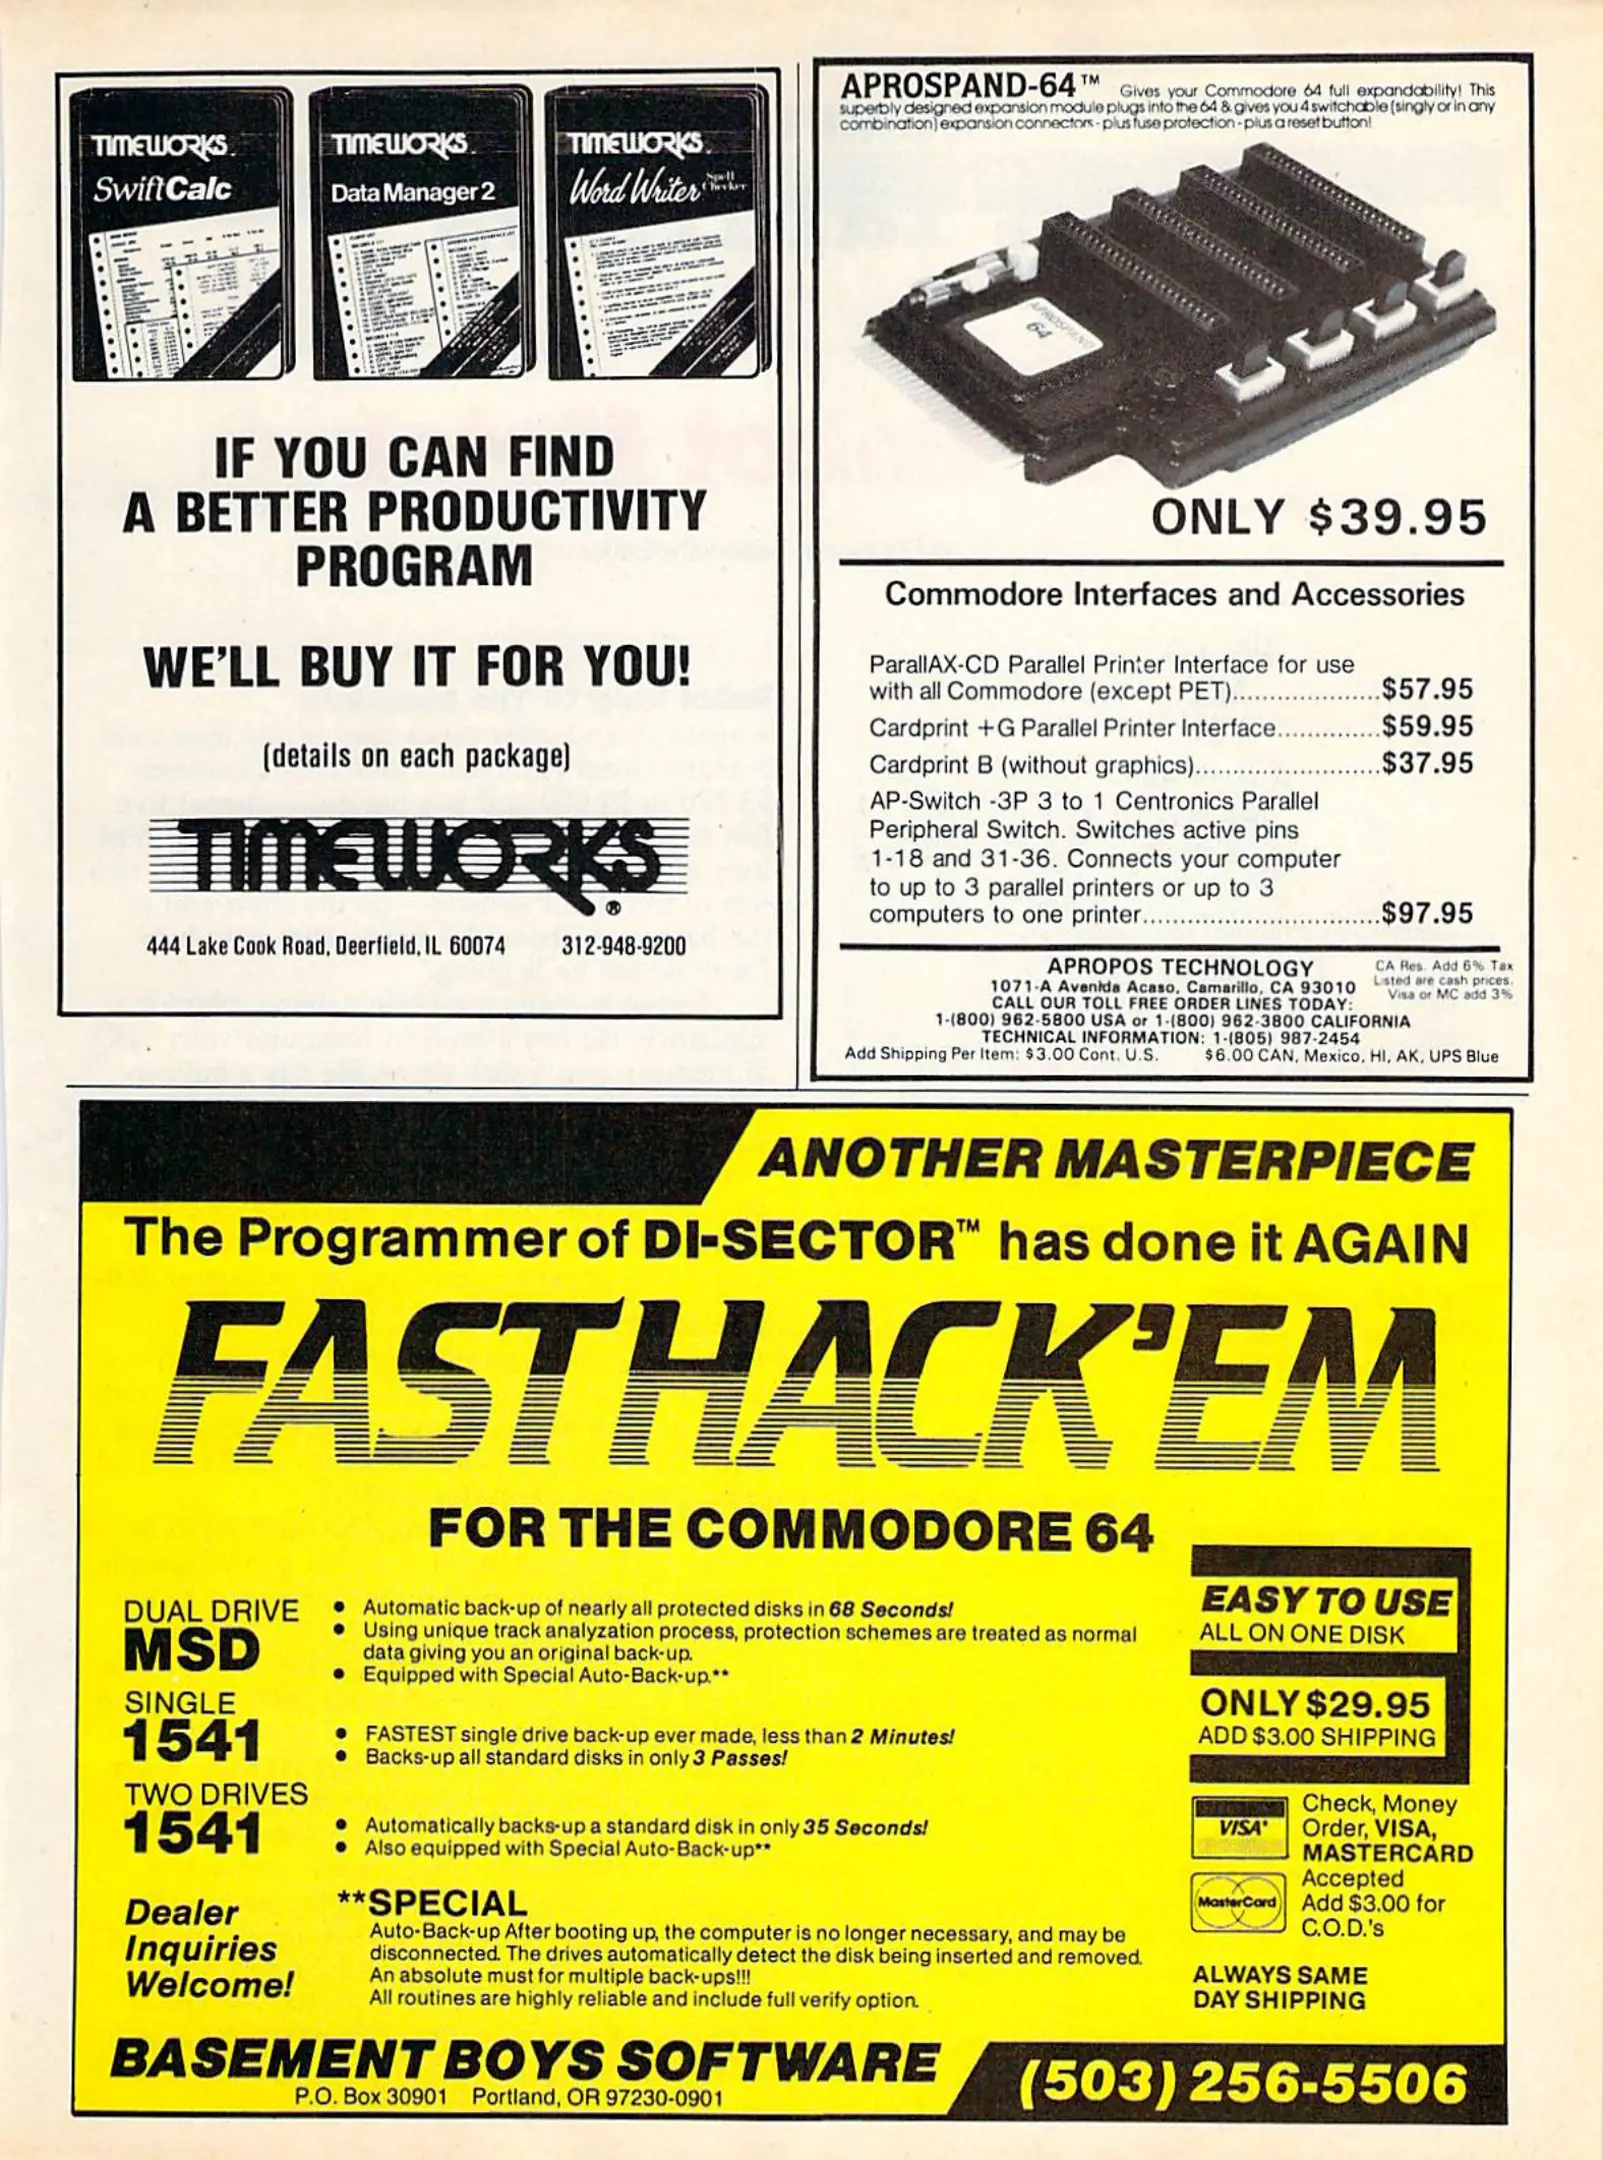 TIMEWORKS
SwiftCalc
TIMEWORKS
Data Manager 2
TIMEWORKS
Word Writer
Spell
Checker
IF YOU CAN FIND
A BETTER PRODUCTIVITY
PROGRAM
WE'LL BUY IT FOR YOU!
(details on each package)
TIMEWORKS
®
444 Lake Cook Road, Deerfield, IL 60074 312-948-9200
APROSPAND-64™ Gives your Commodore 64 full expandability! This
superbly designed expansion module plugs into the 64 & gives you 4 switchable (singly or in any
combination) expansion connectors - plus fuse protection - plus a reset button!
APROSPAND
64
ONLY $39.95
Commodore Interfaces and Accessories
ParallAX-CD Parallel Printer Interface for use
with all Commodore (except PET)....................$57.95
Cardprint +G Parallel Printer Interface..............$59.95
Cardprint B (without graphics).........................$37.95
AP-Switch -3P 3 to 1 Centronics Parallel
Peripheral Switch. Switches active pins
1-18 and 31-36. Connects your computer
to up to 3 parallel printers or up to 3
computers to one printer................................$97.95
APROPOS TECHNOLOGY
1071-A Avenida Acaso, Camarillo, CA 93010
CALL OUR TOLL FREE ORDER LINES TODAY:
1-(800) 962-5800 USA or 1-(800) 962-3800 CALIFORNIA
TECHNICAL INFORMATION: 1-(805) 987-2454
Add Shipping Per Item: $3.00 Cont. U.S. $6.00 CAN, Mexico, HI, AK, UPS Blue
CA Res. Add 6% Tax
Listed are cash prices.
Visa or MC add 3%
ANOTHER MASTERPIECE
The Programmer of DI-SECTOR™ has done it AGAIN
FAST HACK'EM
FOR THE COMMODORE 64
DUAL DRIVE
MSD
• Automatic back-up of nearly all protected disks in 68 Seconds!
• Using unique track analyzation process, protection schemes are treated as normal
data giving you an original back-up.
• Equipped with Special Auto-Back-up.**
SINGLE
1541
• FASTEST single drive back-up ever made, less than 2 Minutes!
• Backs-up all standard disks in only 3 Passes!
TWO DRIVES
1541
• Automatically backs-up a standard disk in only 35 Seconds!
• Also equipped with Special Auto-Back-up**
Dealer
Inquiries
Welcome!
**SPECIAL
Auto-Back-up After booting up, the computer is no longer necessary, and may be
disconnected. The drives automatically detect the disk being inserted and removed.
An absolute must for multiple back-ups!!!
All routines are highly reliable and include full verify option.
EASY TO USE
ALL ON ONE DISK
ONLY $29.95
ADD $3.00 SHIPPING
VISA
MasterCard
Check, Money
Order, VISA,
MASTERCARD
Accepted
Add $3.00 for
C.O.D.'s
ALWAYS SAME
DAY SHIPPING
BASEMENT BOYS SOFTWARE
P.O. Box 30901 Portland, OR 97230-0901
(503) 256-5506